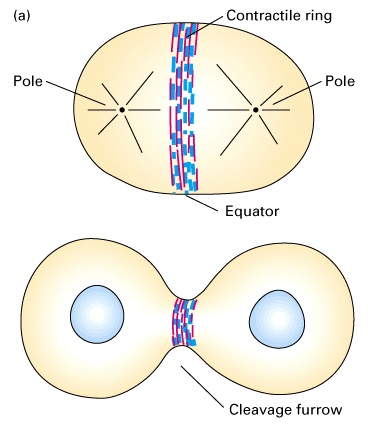 (a)
Contractile ring
Pole
Pole
Equator
Cleavage furrow